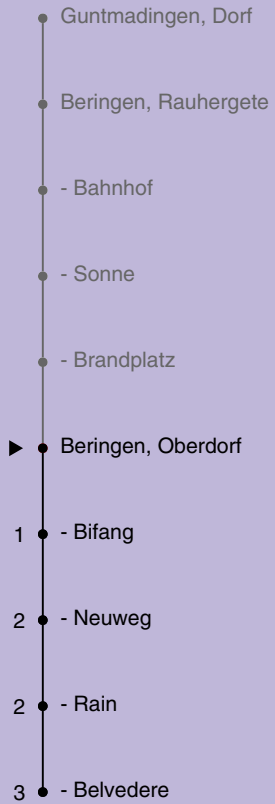 Guntmadingen, Dorf
Beringen, Rauhergete
- Bahnhof
- Sonne
- Brandplatz
Beringen, Oberdorf
1 - Bifang
2 - Neuweg
2 - Rain
3 - Belvedere